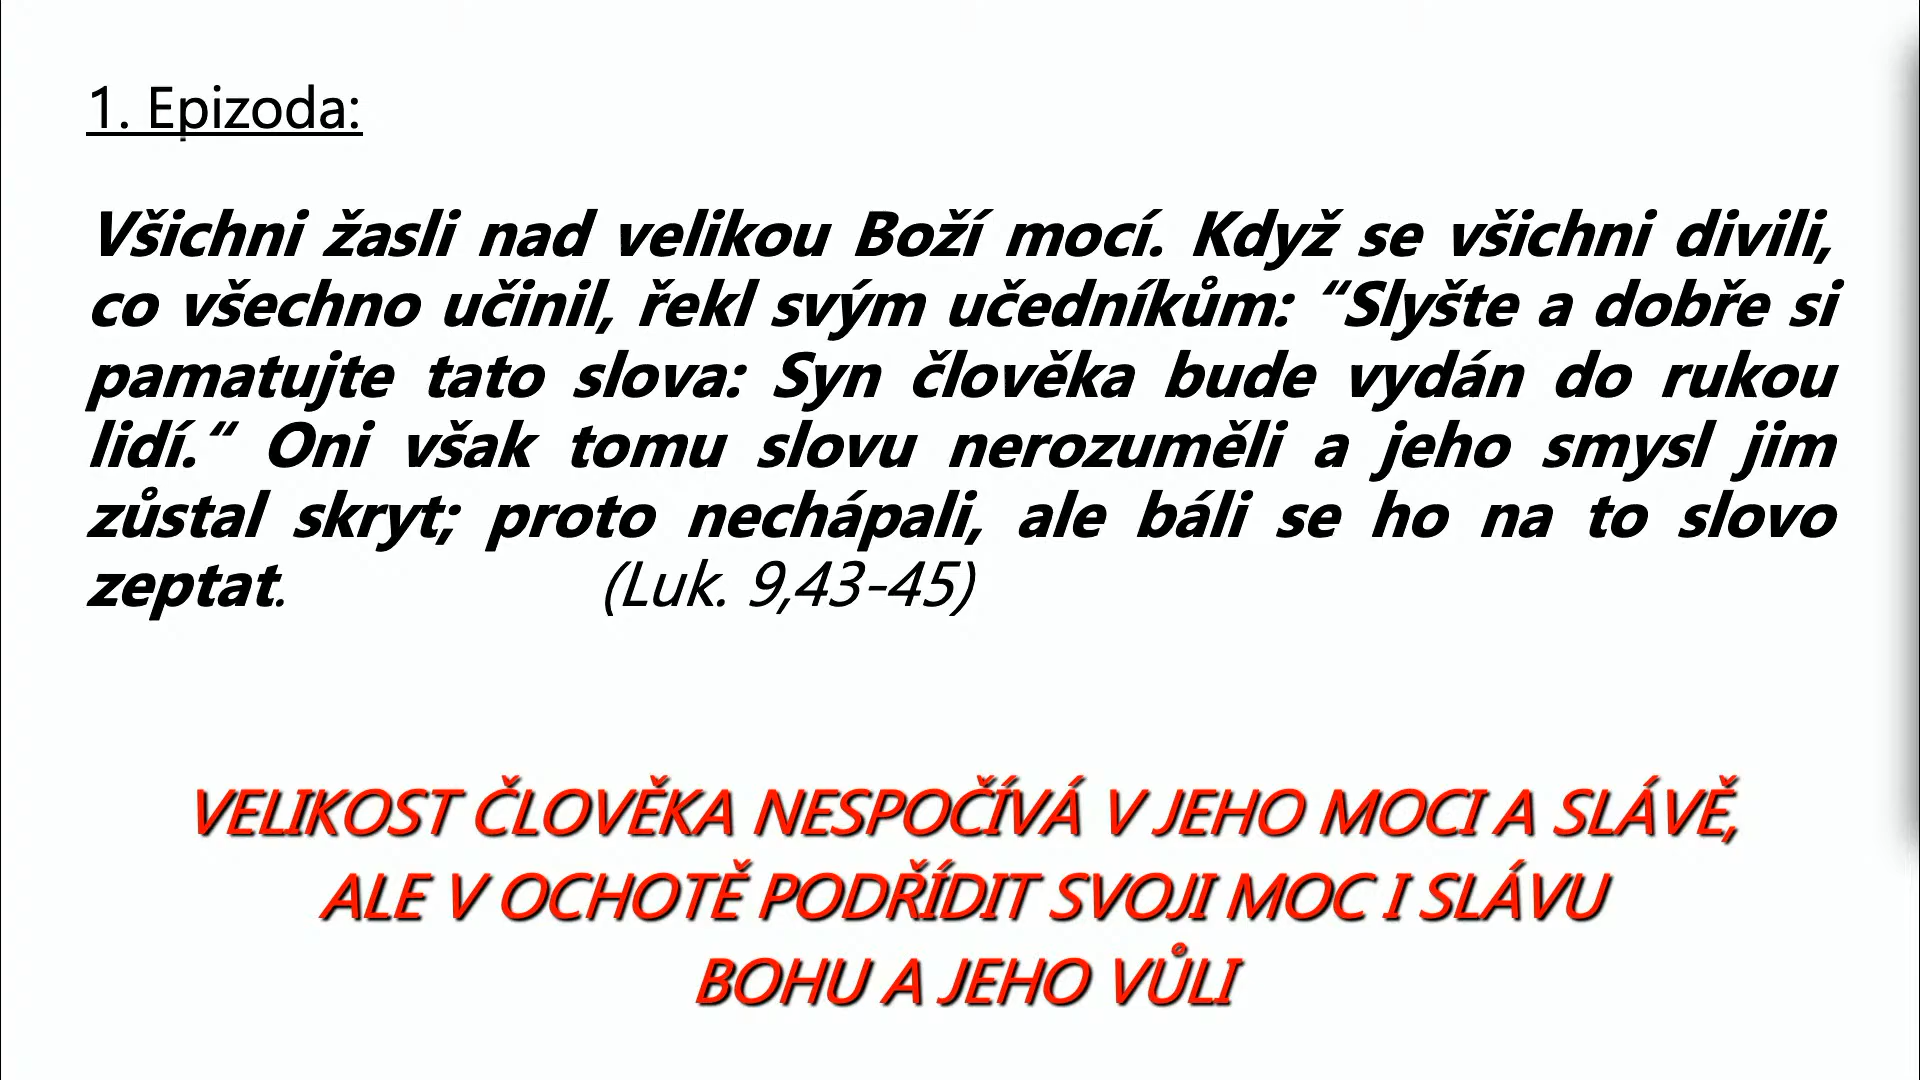 1. Epizoda:
Všichni žasli nad velikou Boží mocí. Když se všichni divili,
co všechno učinil, řekl svým učedníkům: “Slyšte a dobře si
pamatujte tato slova: Syn člověka bude vydán do rukou
lidí.“ Oni však tomu slovu nerozuměli a jeho smysl jim
zůstal skryt; proto nechápali, ale báli se ho na to slovo
zeptat. (Luk. 9,43-45)
VELIKOST ČLOVĚKA NESPOČÍVÁ V JEHO MOCI A SLÁVĚ,
ALE V OCHOTĚ PODŘÍDIT SVOJI MOC I SLÁVU
BOHU A JEHO VŮLI